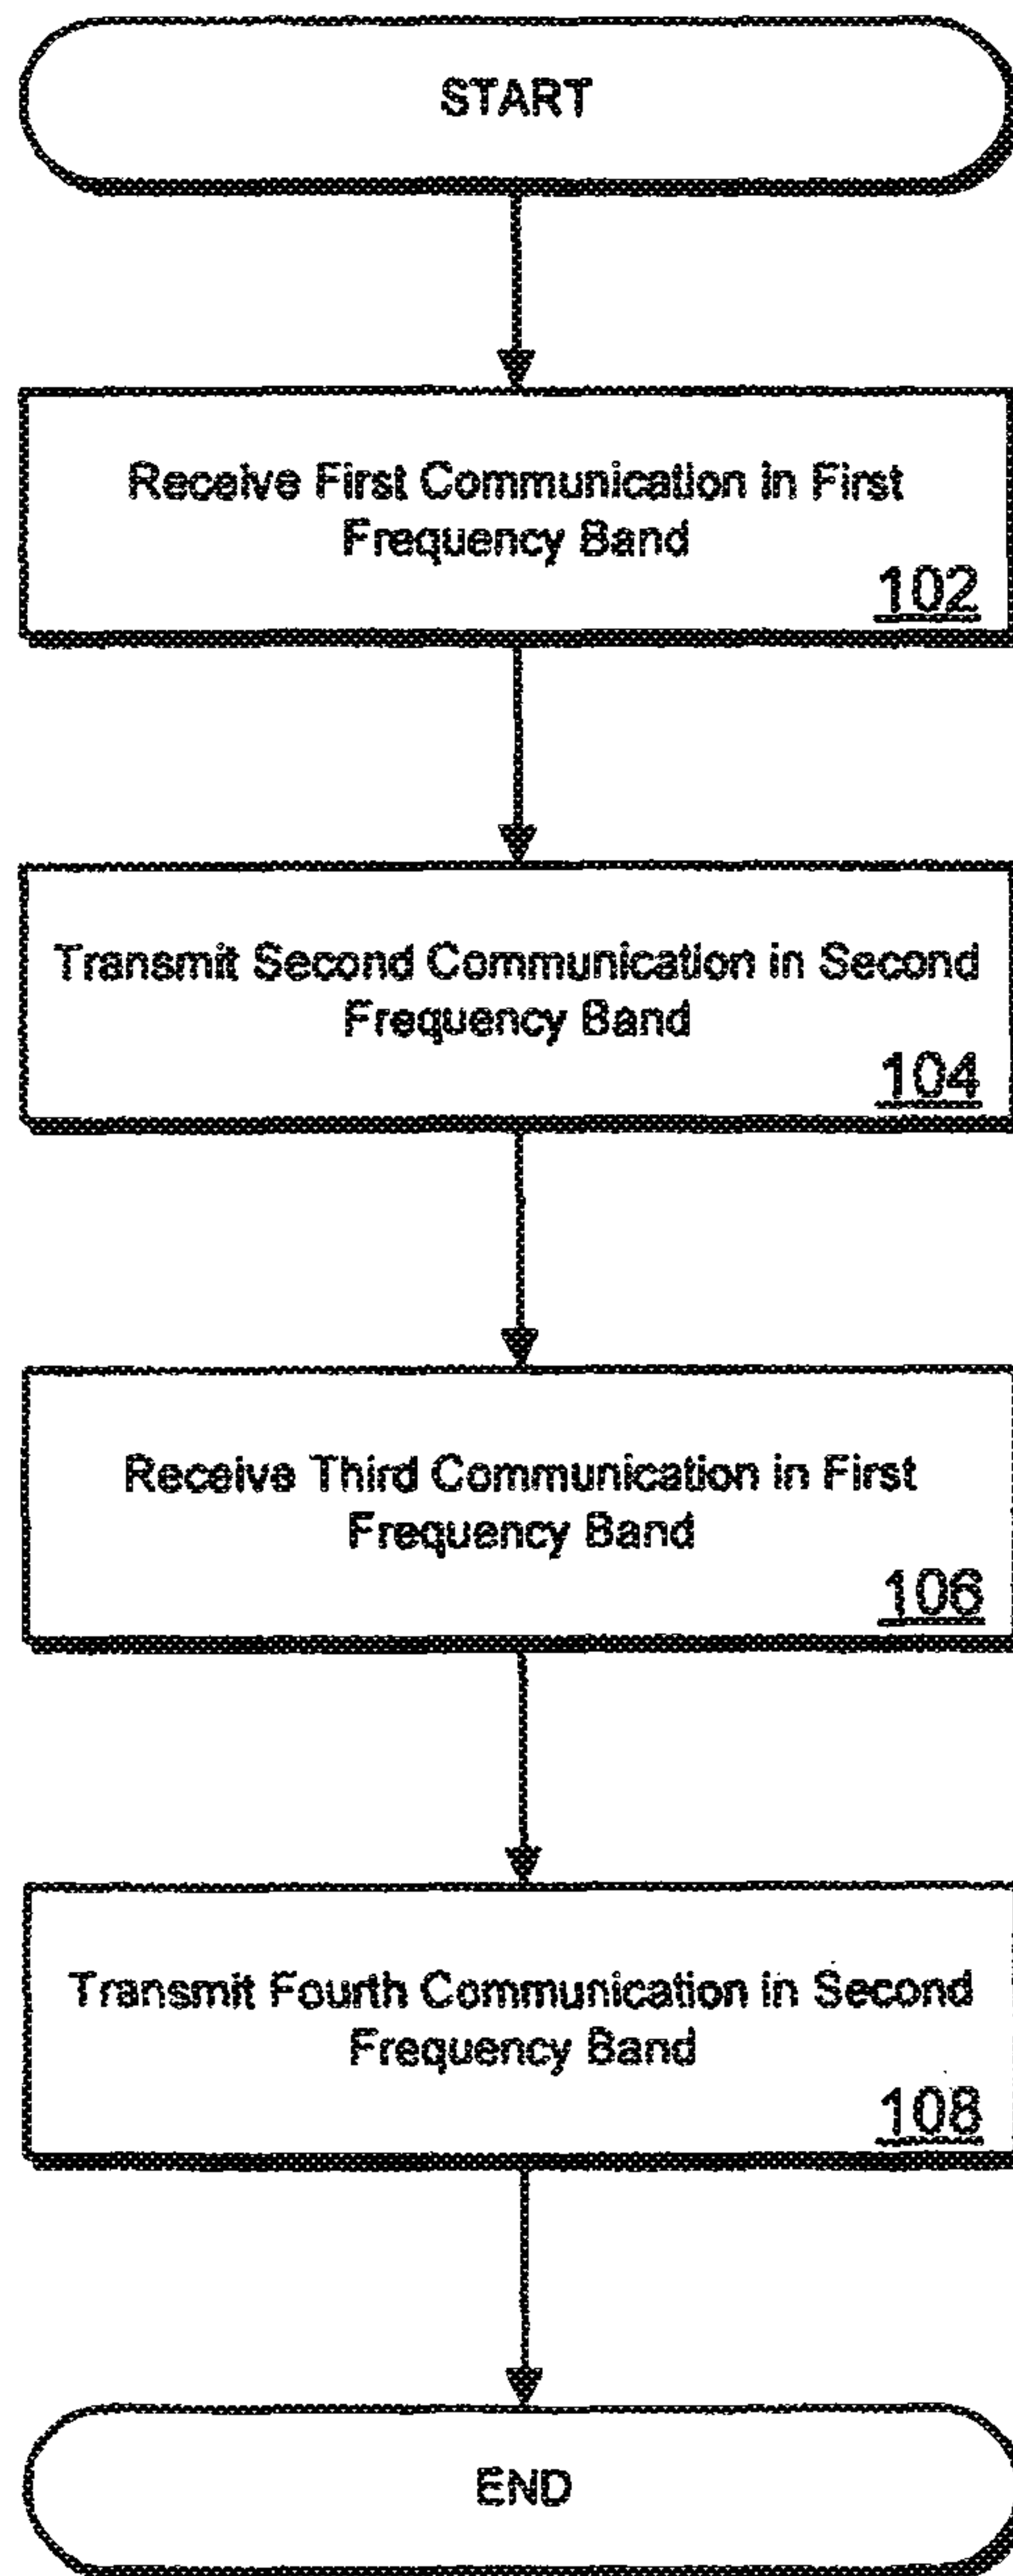 START
Receive First Communication in First
Frequency Band
102
Transmit Second Communication in Second
Frequency Band
104
Receive Third Communication in First
Frequency Band
106
Transmit Fourth Communication in Second
Frequency Band
108
END